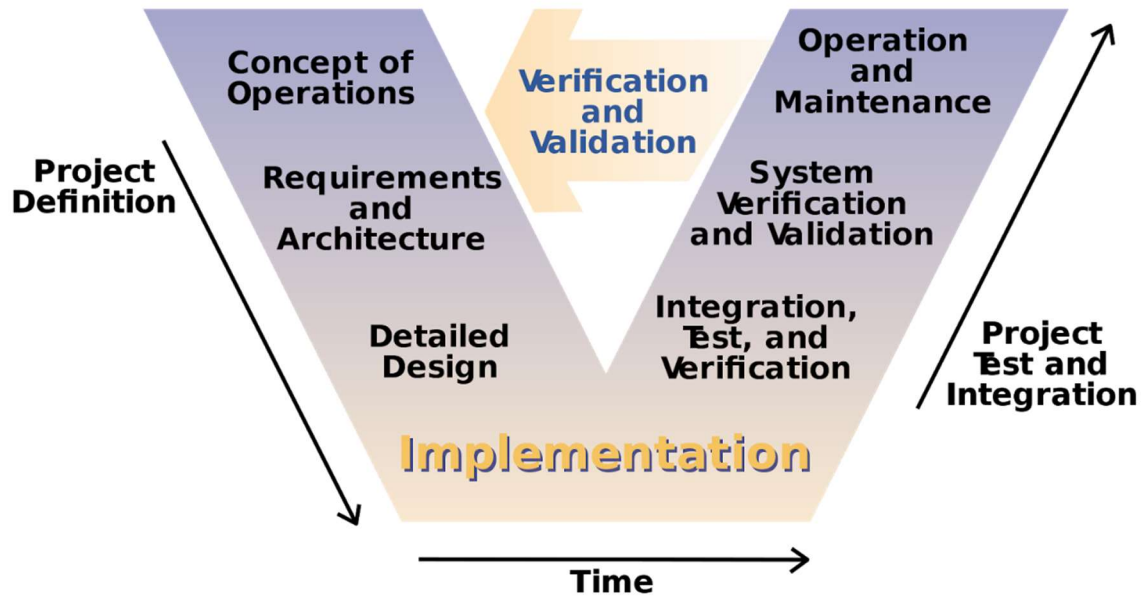 Concept of
Operations
Verification
and
Validation
Operation
and
Maintenance
Project
Definition
Requirements
and
Architecture
System
Verification
and Validation
Detailed
Design
Integration,
Test, and
Verification
Project
Test and
Integration
Implementation
Time